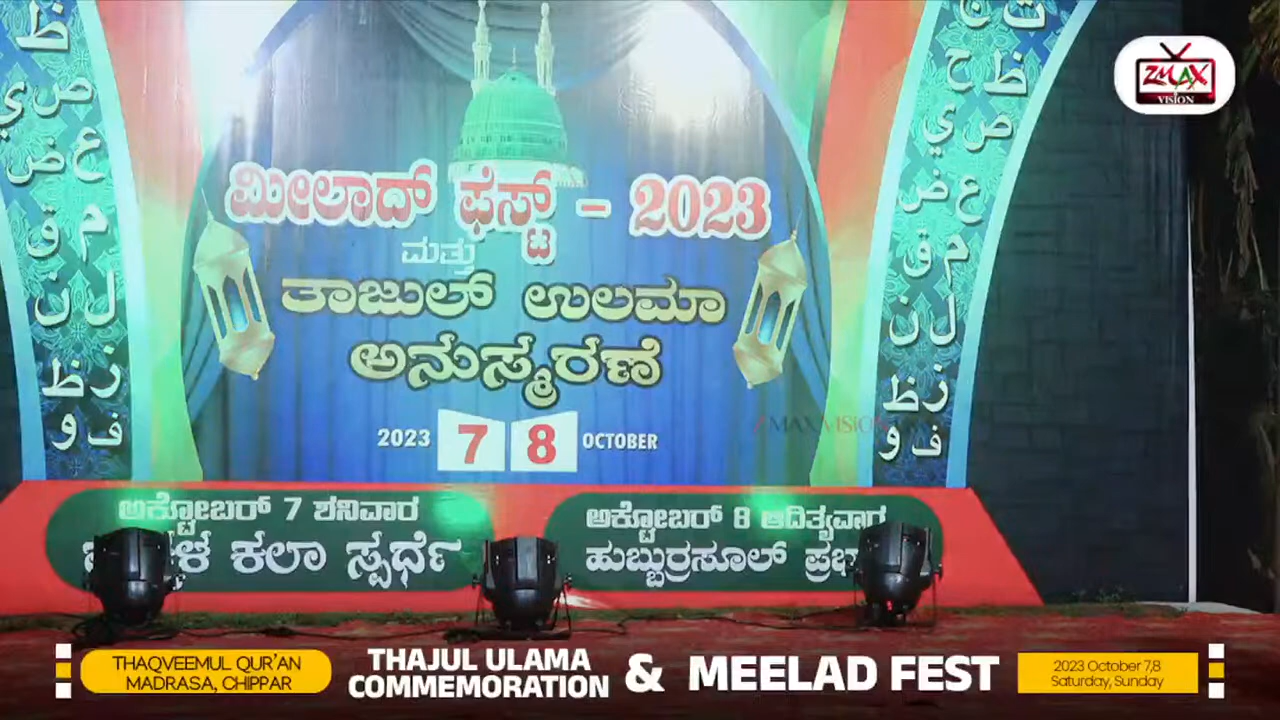 ZMAX
VISION
ಮೀಲಾದ್ ಫೆಸ್ಟ್ - 2023
ಮತ್ತು
ತಾಜುಲ್ ಉಲಮಾ
ಅನುಸ್ಮರಣೆ
2023 7 8 OCTOBER
ZMAX VISION
ಅಕ್ಟೋಬರ್ 7 ಶನಿವಾರ
ಕಲಾ ಸ್ಪರ್ಧೆ
ಅಕ್ಟೋಬರ್ 8 ಆದಿತ್ಯವಾರ
ಹುಬ್ಬುರ್ರಸೂಲ್
THAQVEEMUL QUR'AN
MADRASA, CHIPPAR
THAJUL ULAMA
COMMEMORATION
& MEELAD FEST
2023 October 7,8
Saturday, Sunday